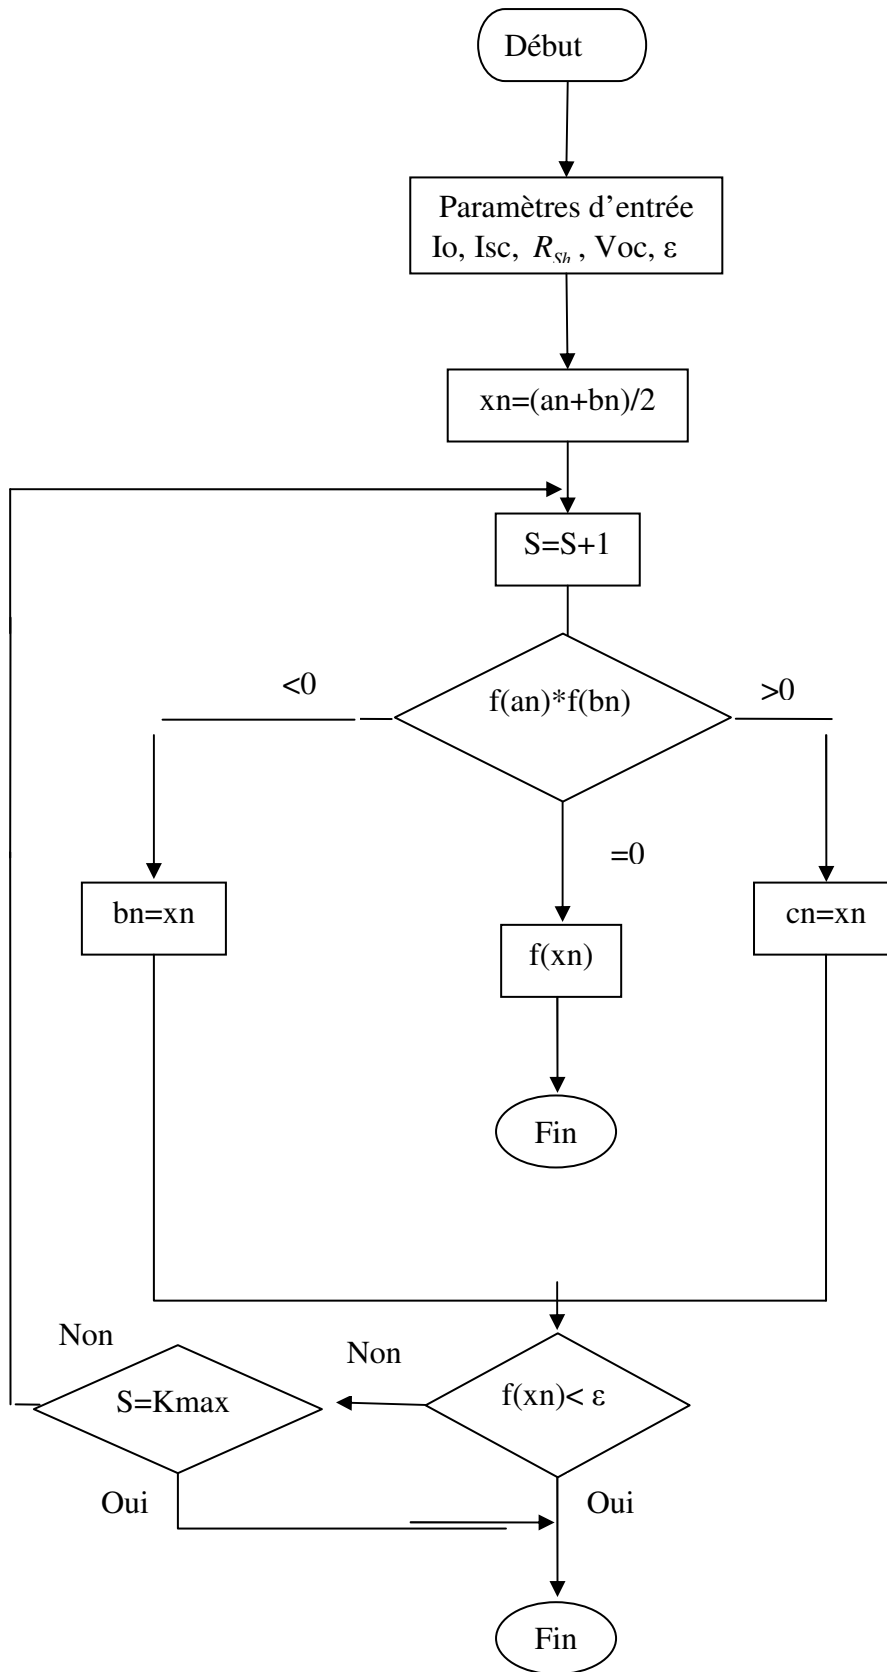 Début
Paramètres d’entrée
Io, Isc, R_Sh , Voc, ε
xn=(an+bn)/2
S=S+1
<0
f(an)*f(bn)
>0
=0
bn=xn
f(xn)
cn=xn
Fin
Non
Non
S=Kmax
f(xn)< ε
Oui
Oui
Fin